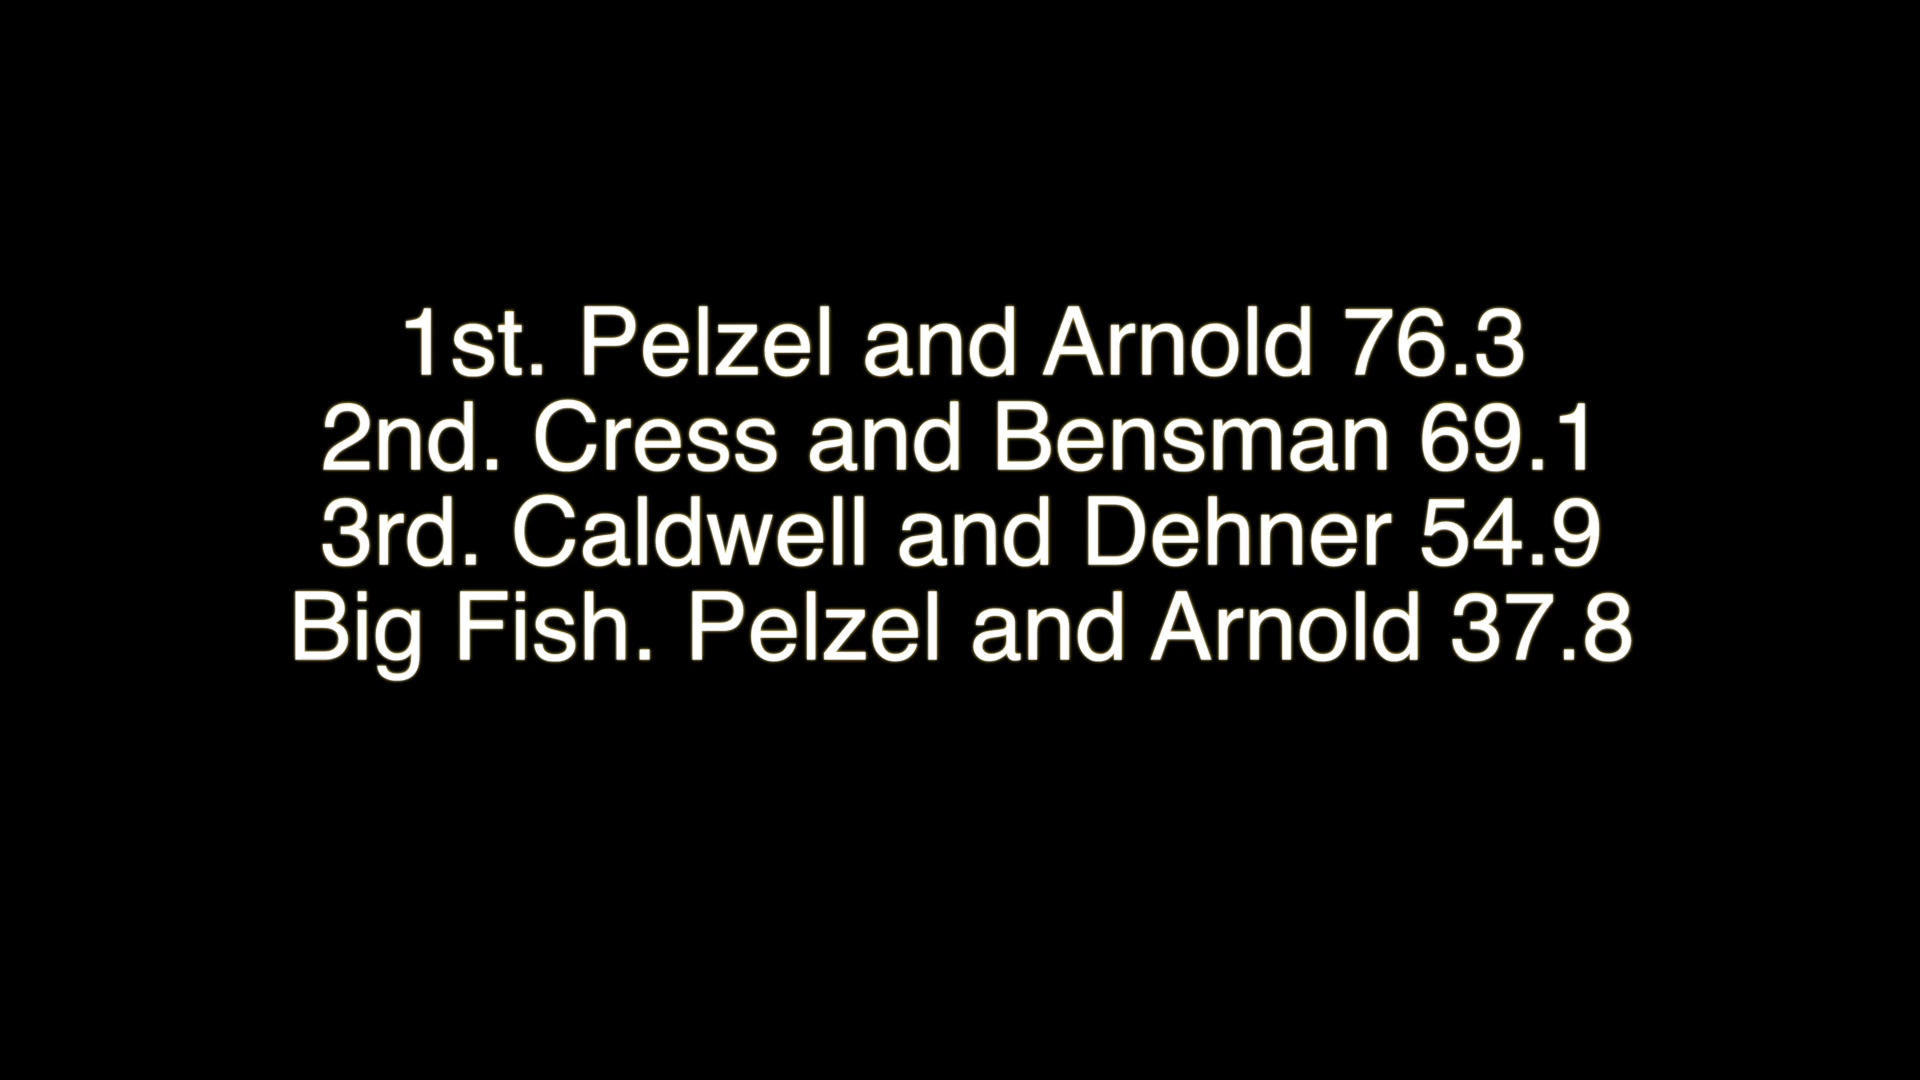 1st. Pelzel and Arnold 76.3
2nd. Cress and Bensman 69.1
3rd. Caldwell and Dehner 54.9
Big Fish. Pelzel and Arnold 37.8